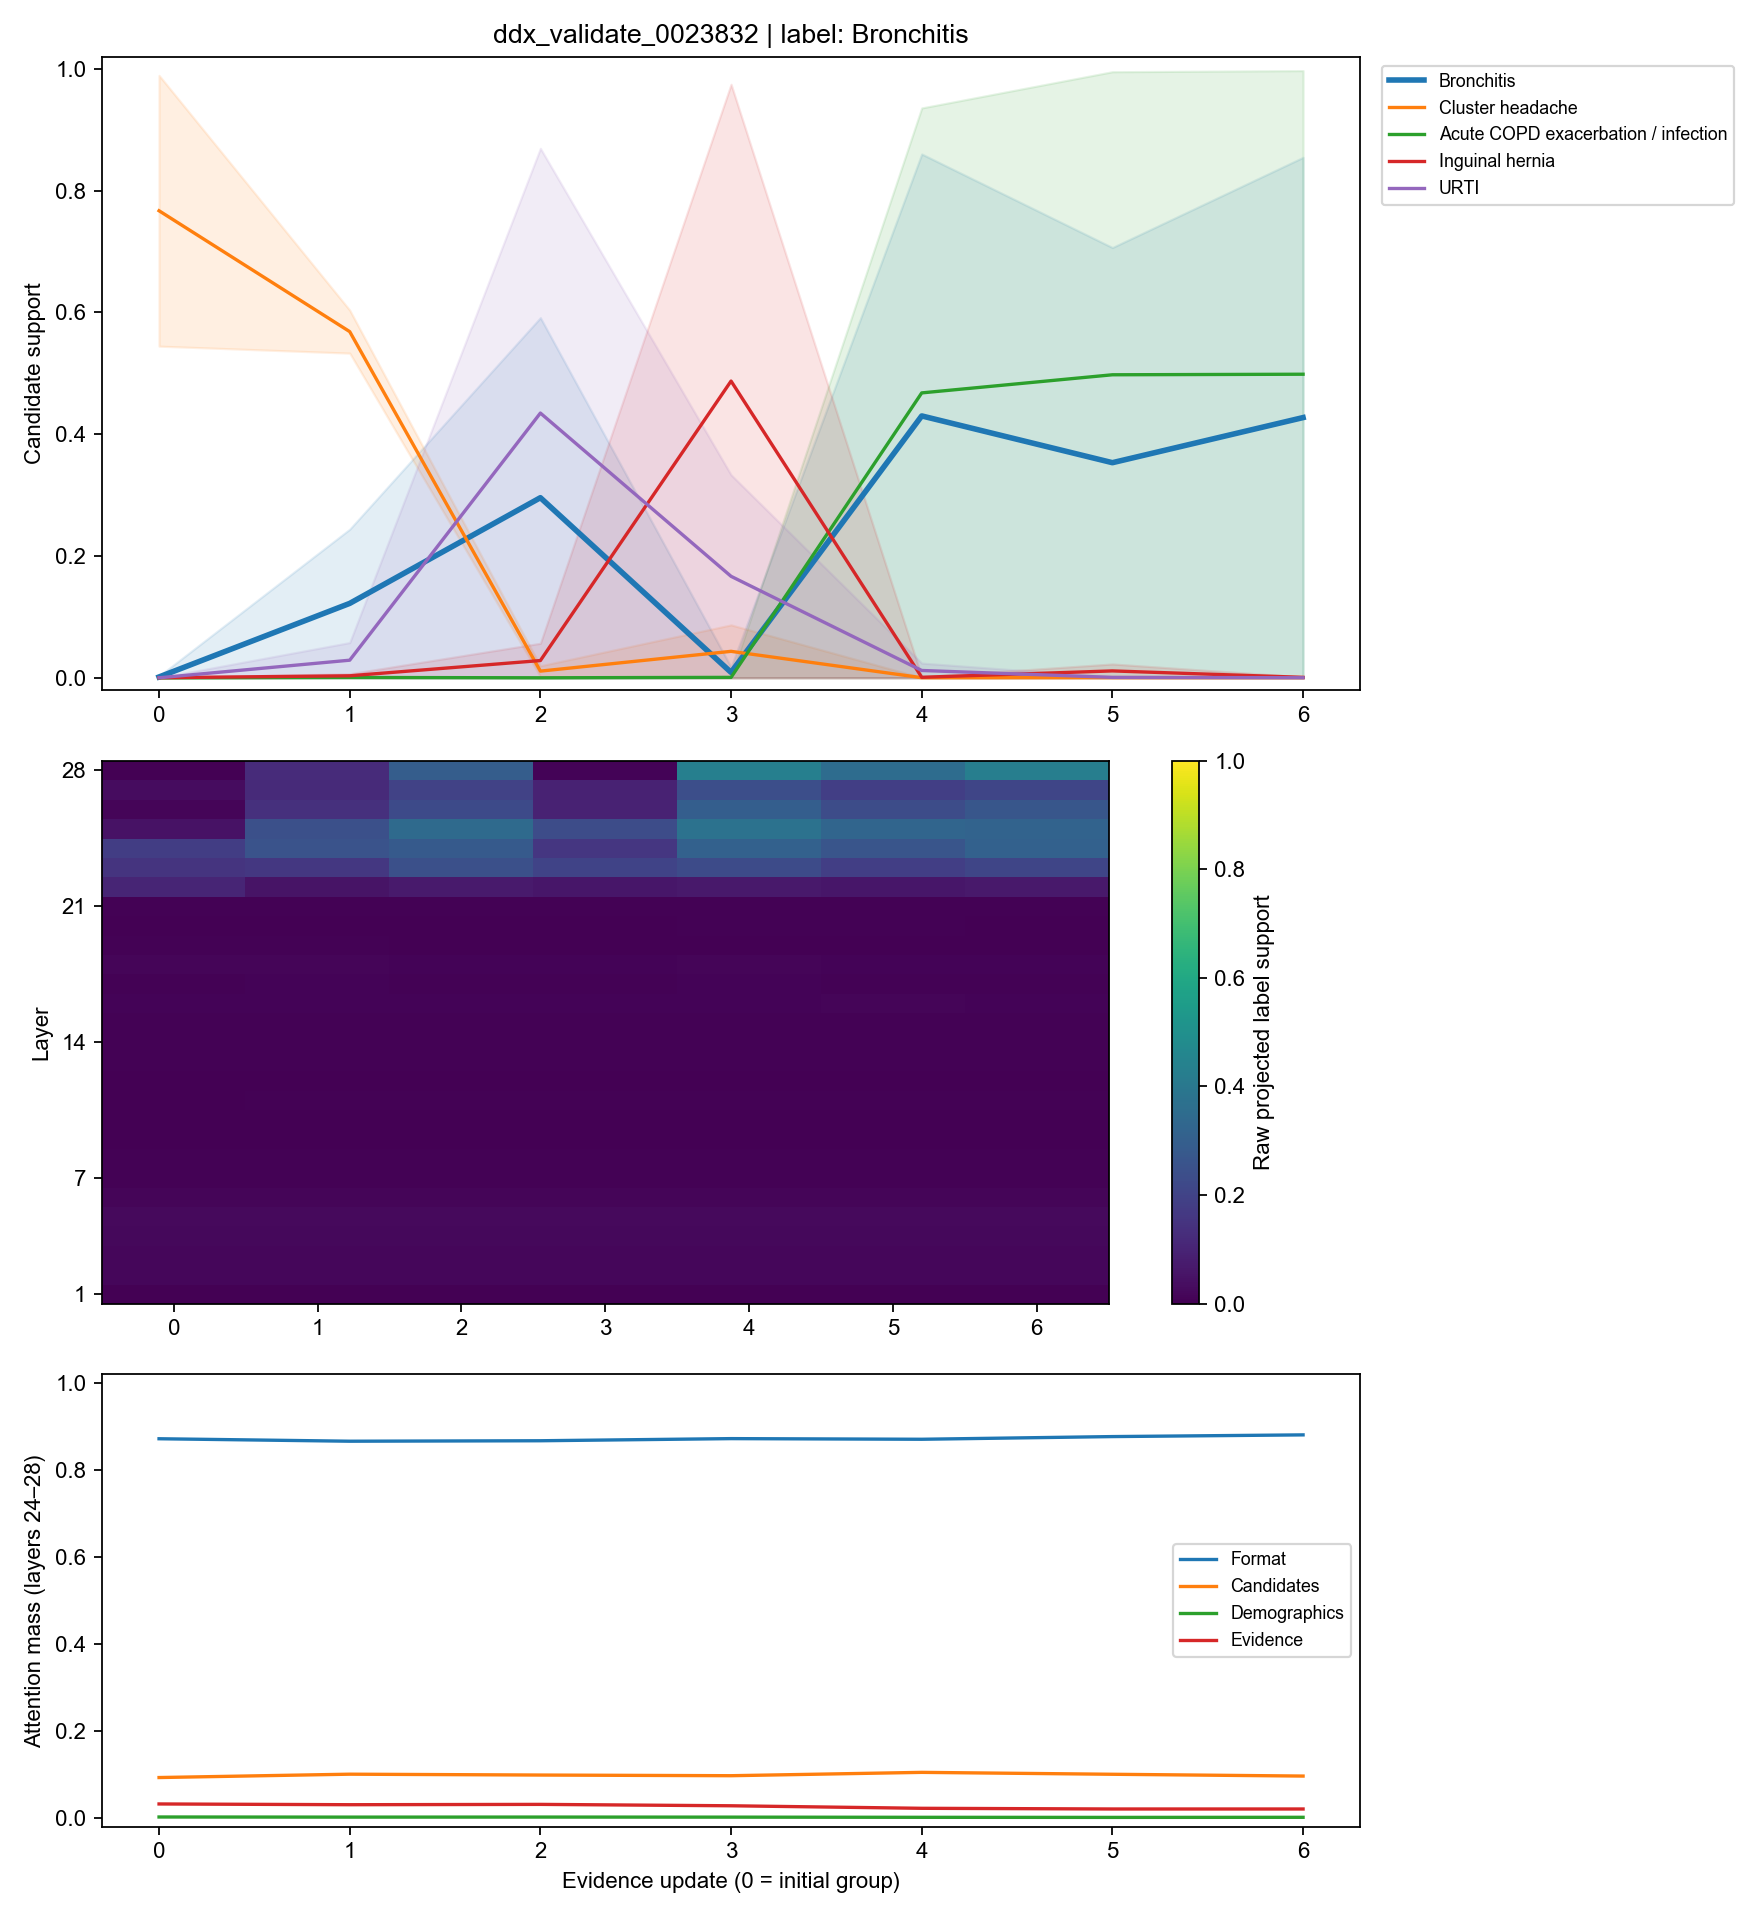 ddx_validate_0023832 | label: Bronchitis
Candidate support
1.0
0.8
0.6
0.4
0.2
0.0
0 1 2 3 4 5 6
Bronchitis
Cluster headache
Acute COPD exacerbation / infection
Inguinal hernia
URTI
Layer
28
21
14
7
1
0 1 2 3 4 5 6
1.0
0.8
0.6
0.4
0.2
0.0
Raw projected label support
Attention mass (layers 24–28)
1.0
0.8
0.6
0.4
0.2
0.0
Format
Candidates
Demographics
Evidence
0 1 2 3 4 5 6
Evidence update (0 = initial group)